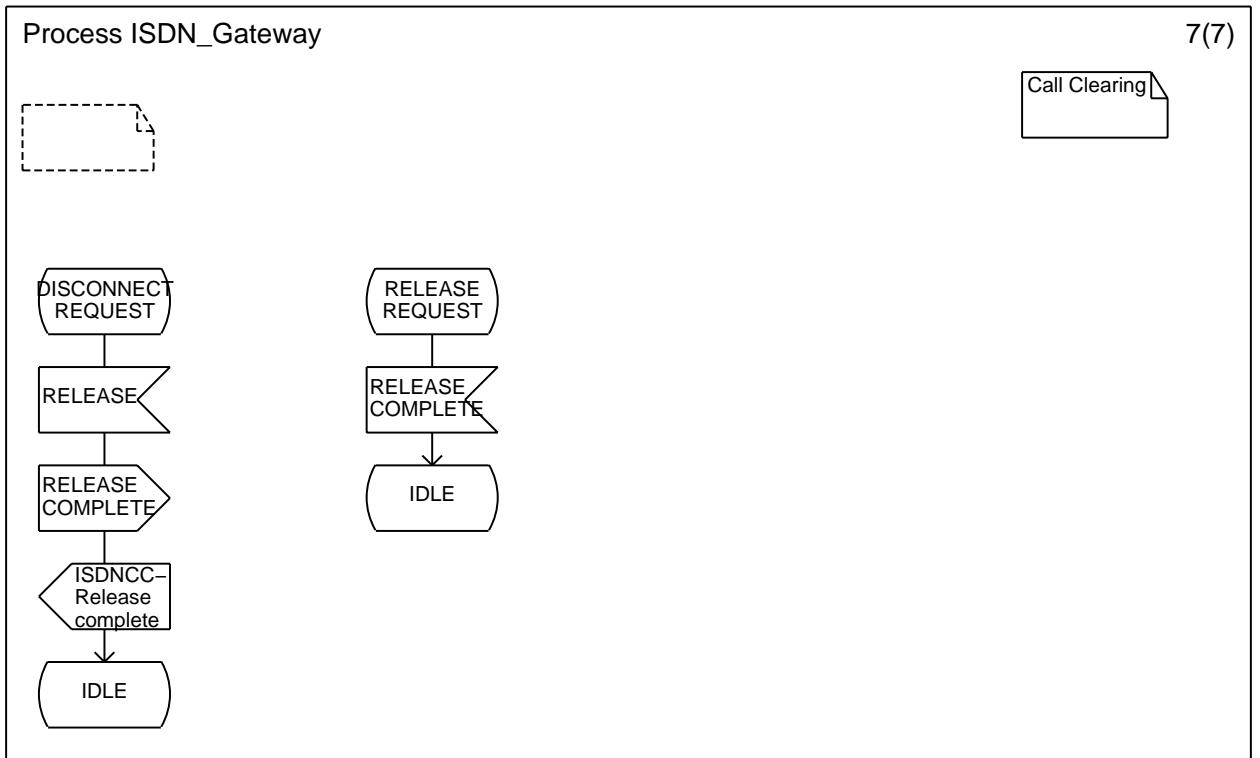 Process ISDN_Gateway
7(7)
Call Clearing
DISCONNECT
REQUEST
RELEASE
RELEASE
COMPLETE
ISDNCC–
Release
complete
IDLE
RELEASE
REQUEST
RELEASE
COMPLETE
IDLE